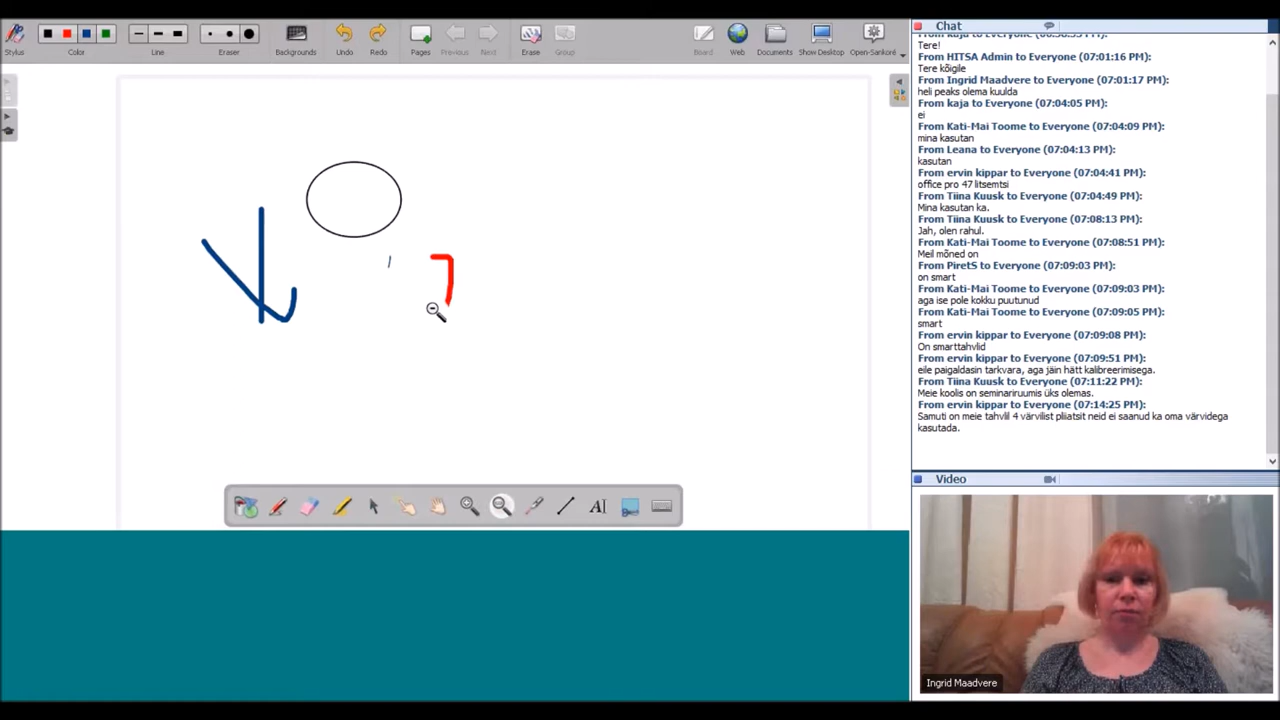 Stylus
Color
Line
Eraser
Backgrounds
Undo
Redo
Pages
Previous
Next
Erase
Group
Board
Web
Documents
Show Desktop
Open-Sankoré
Chat
Tere!
From HITSA Admin to Everyone (07:01:16 PM):
Tere kõigile
From Ingrid Maadvere to Everyone (07:01:17 PM):
heli peaks olema kuulda
From kaja to Everyone (07:04:05 PM):
ei
From Kati-Mai Toome to Everyone (07:04:09 PM):
mina kasutan
From Leana to Everyone (07:04:13 PM):
kasutan
From ervin kippar to Everyone (07:04:41 PM):
office pro 47 litsemtsi
From Tiina Kuusk to Everyone (07:04:49 PM):
Mina kasutan ka.
From Tiina Kuusk to Everyone (07:08:13 PM):
Jah, olen rahul.
From Kati-Mai Toome to Everyone (07:08:51 PM):
Meil mõned on
From PiretS to Everyone (07:09:03 PM):
on smart
From Kati-Mai Toome to Everyone (07:09:03 PM):
aga ise pole kokku puutunud
From Kati-Mai Toome to Everyone (07:09:05 PM):
smart
From ervin kippar to Everyone (07:09:08 PM):
On smarttahvlid
From ervin kippar to Everyone (07:09:51 PM):
eile paigaldasin tarkvara, aga jäin hätt kalibreerimisega.
From Tiina Kuusk to Everyone (07:11:22 PM):
Meie koolis on seminariruumis üks olemas.
From ervin kippar to Everyone (07:14:25 PM):
Samuti on meie tahvlil 4 värvilist pliiatsit neid ei saanud ka oma värvidega
kasutada.
Video
Ingrid Maadvere